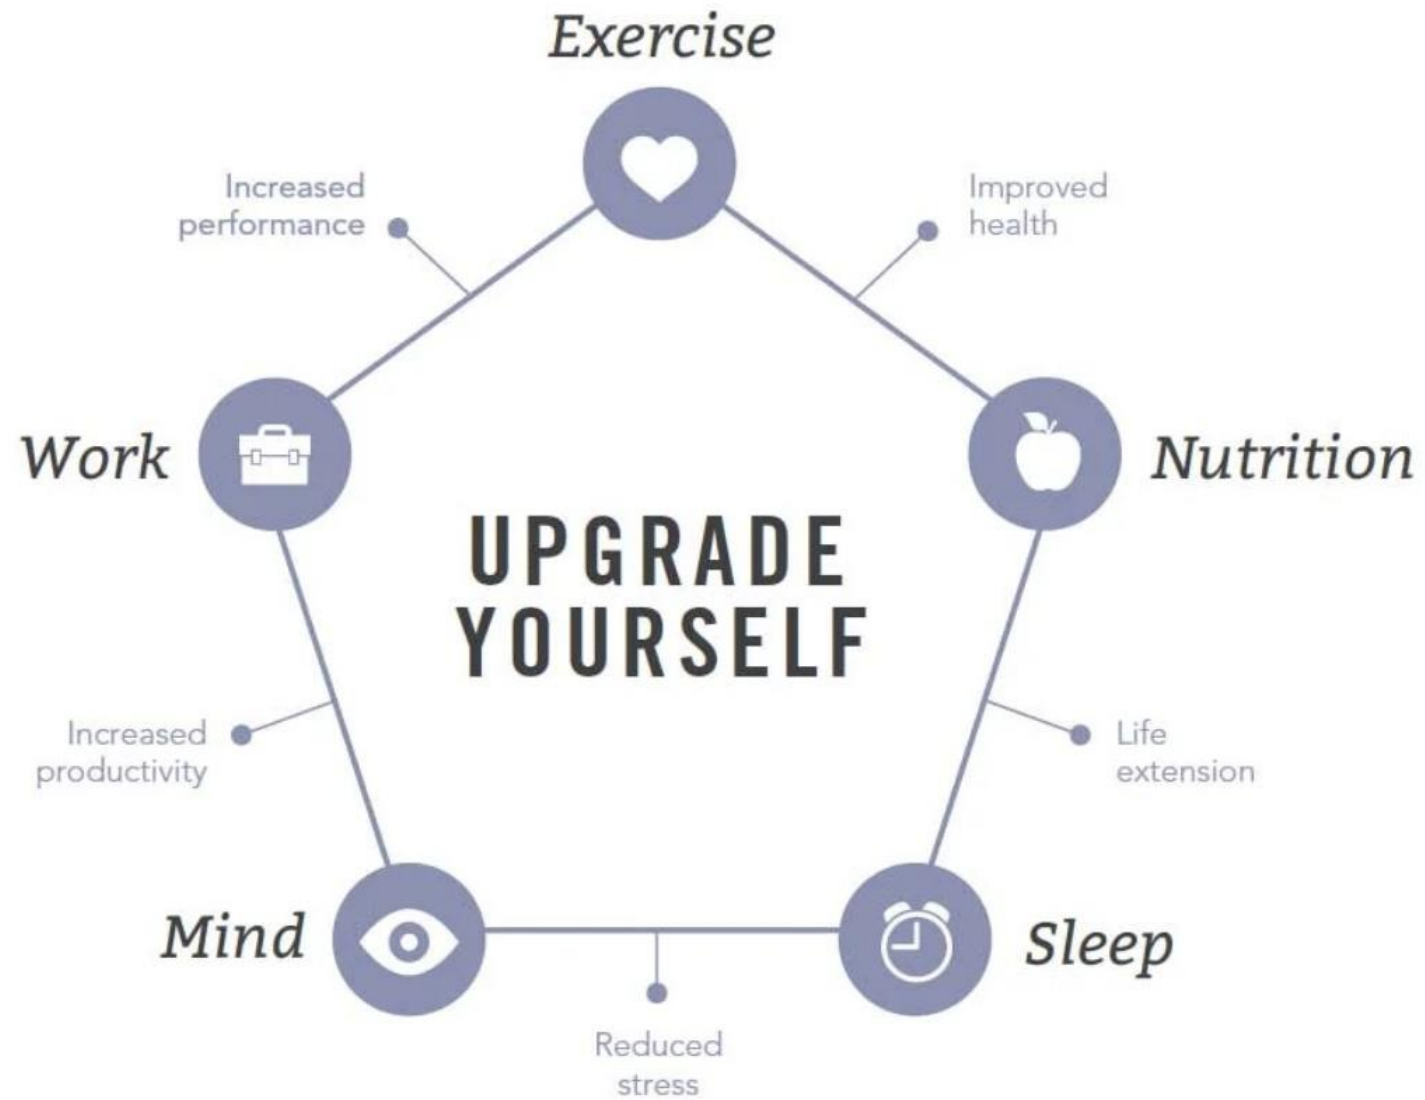 Exercise
Increased
performance
Improved
health
Work
Nutrition
UPGRADE
YOURSELF
Increased
productivity
Life
extension
Mind
Sleep
Reduced
stress